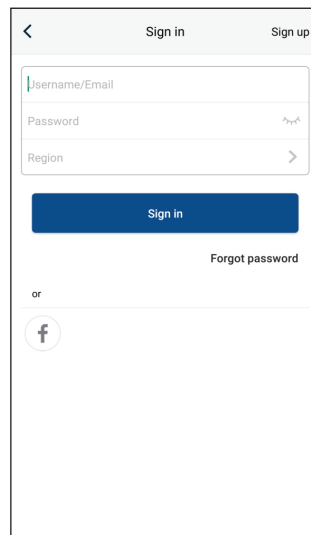 Sign in Sign up
Username/Email
Password
Region
Sign in
Forgot password
or